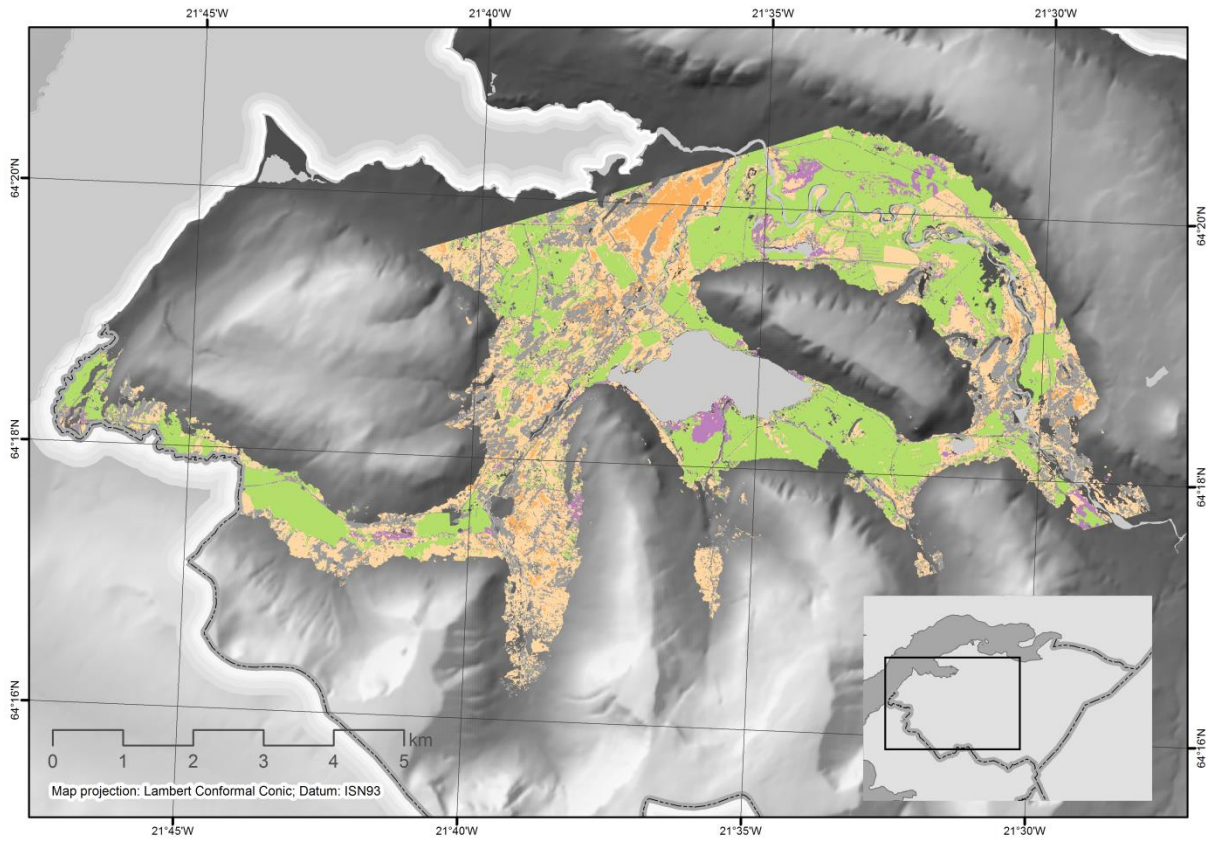 21°45'W 21°40'W 21°35'W 21°30'W
64°20'N
64°20'N
64°18'N
64°18'N
64°16'N
64°16'N
km
0 1 2 3 4 5
Map projection: Lambert Conformal Conic; Datum: ISN93
21°45'W 21°40'W 21°35'W 21°30'W